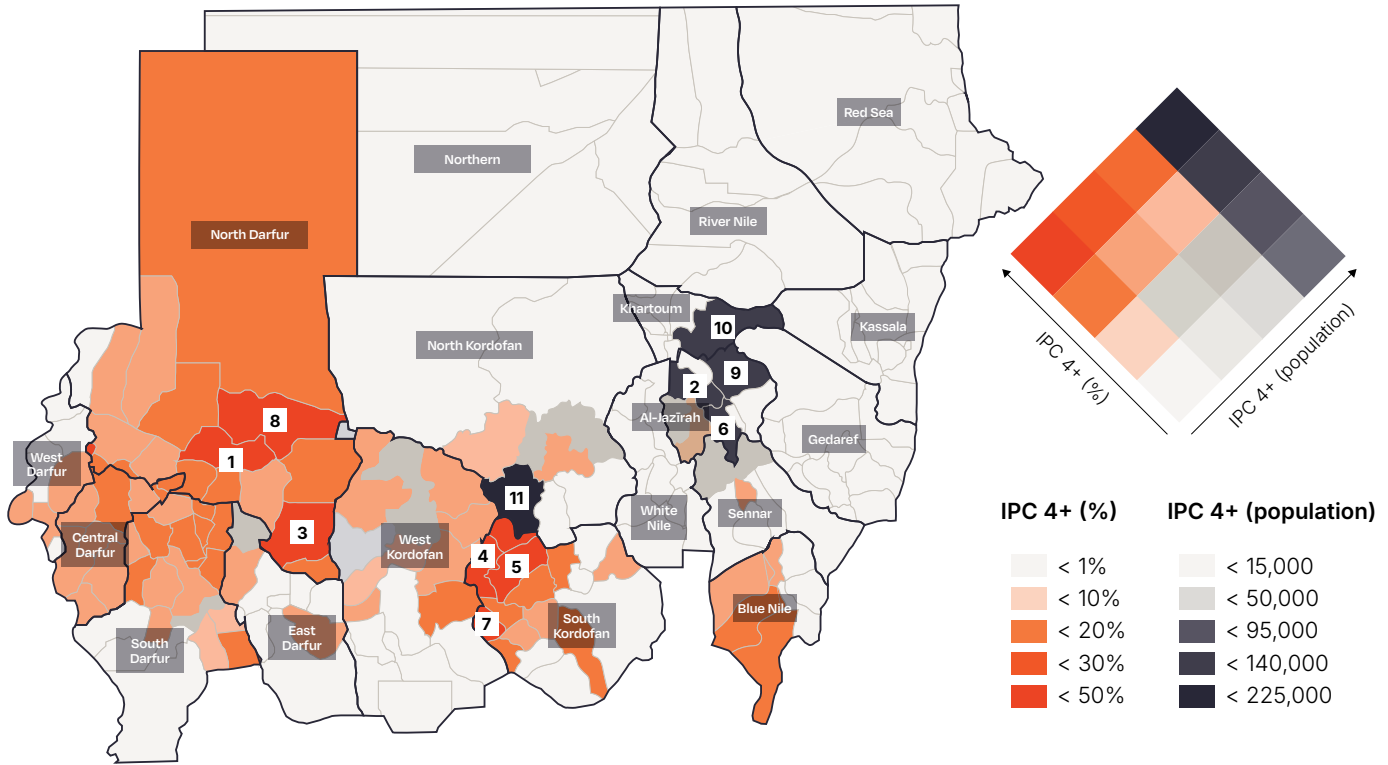 Red Sea
Northern
River Nile
North Darfur
Khartoum
10
Kassala
North Kordofan
9
2
8
Al-Jazīrah
6
Gedaref
West
Darfur
1
11
White
Nile
Sennar
3
Central
Darfur
West
Kordofan
4
5
Blue Nile
7
South
Kordofan
East
Darfur
South
Darfur
IPC 4+ (%)
IPC 4+ (population)
IPC 4+ (%)
< 1%
< 10%
< 20%
< 30%
< 50%
IPC 4+ (population)
< 15,000
< 50,000
< 95,000
< 140,000
< 225,000